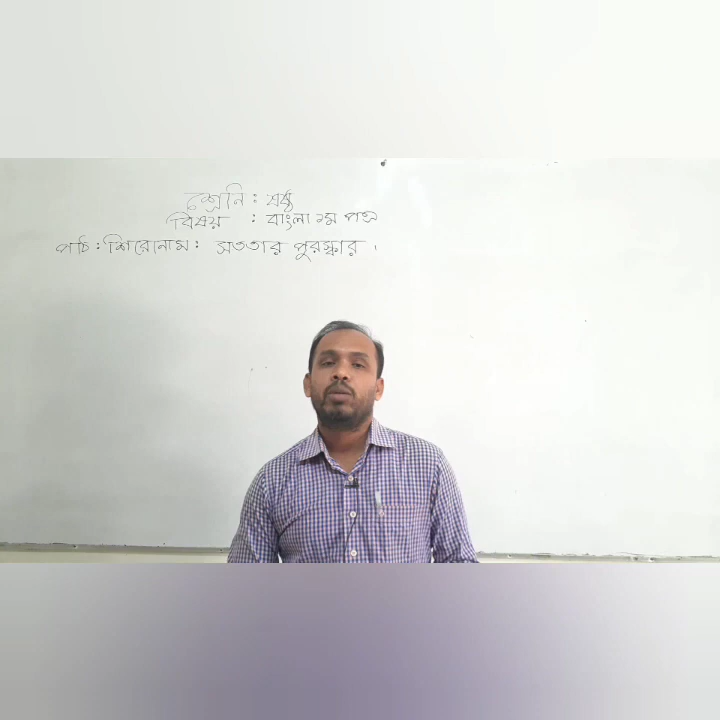 শ্রেনি : ষষ্ঠ
বিষয় : বাংলা ১ম পত্র
পাঠ : শিরোনাম : সততার পুরস্কার ।